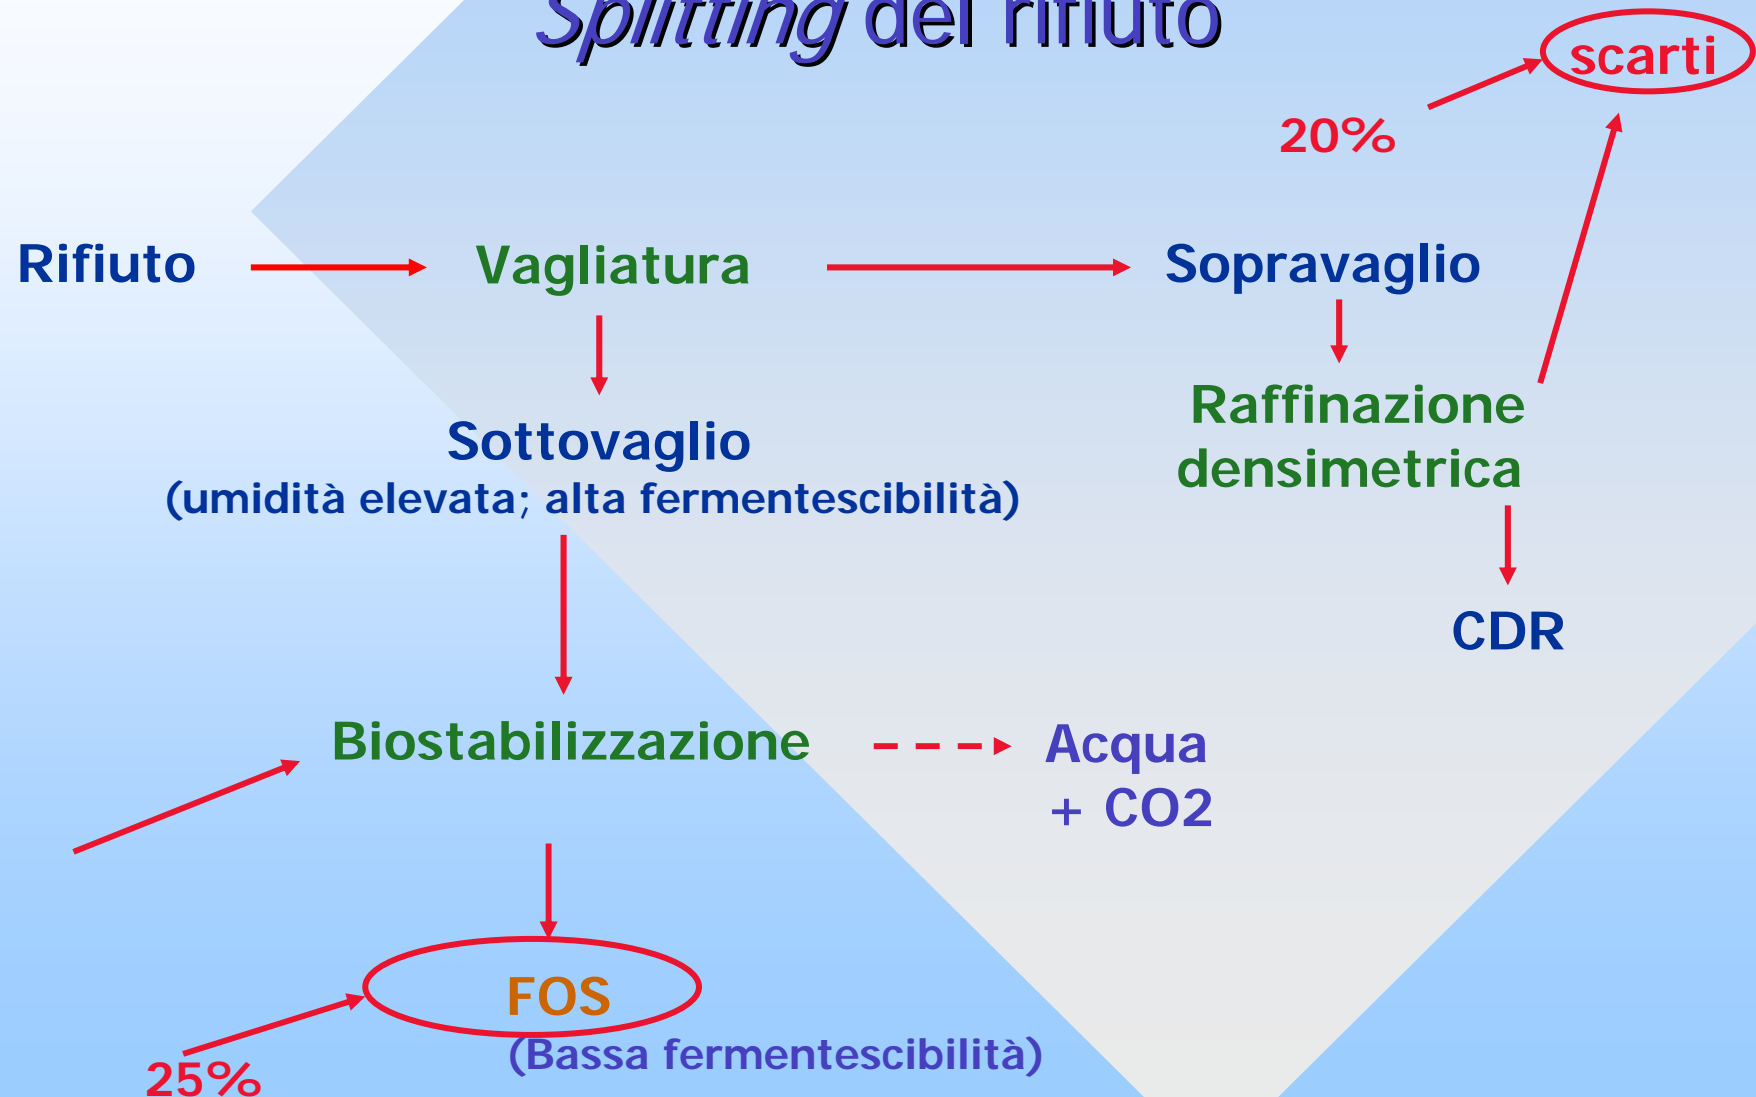 Splitting del rifiuto
scarti
20%
Rifiuto
Vagliatura
Sopravaglio
Raffinazione
densimetrica
Sottovaglio
(umidità elevata; alta fermentescibilità)
CDR
Biostabilizzazione
Acqua
+ CO2
FOS
(Bassa fermentescibilità)
25%